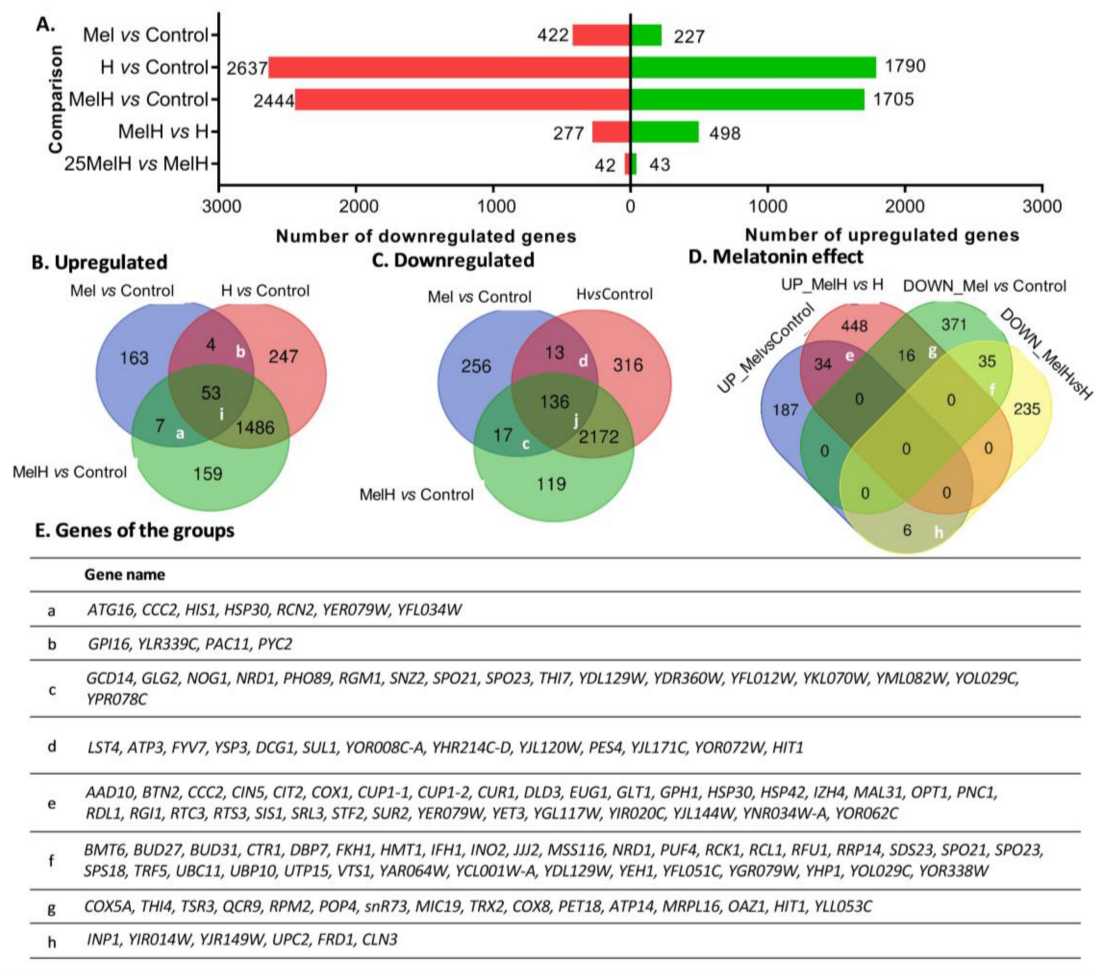 A.
Comparison
Mel vs Control
422
227
H vs Control
2637
1790
MelH vs Control
2444
1705
MelH vs H
277
498
25MelH vs MelH
42
43
3000 2000 1000 0 1000 2000 3000
Number of downregulated genes
Number of upregulated genes
B. Upregulated
Mel vs Control
H vs Control
163
4
b
247
53
i
7
a
1486
MelH vs Control
159
C. Downregulated
Mel vs Control
HvsControl
256
13
d
316
136
j
17
c
2172
MelH vs Control
119
D. Melatonin effect
UP_MelH vs H
DOWN_Mel vs Control
UP_MelvsControl
DOWN_MelHvsH
448
371
34
e
16
g
35
f
187
0
0
235
0
0
0
0
0
6
h
E. Genes of the groups
Gene name
a ATG16, CCC2, HIS1, HSP30, RCN2, YER079W, YFL034W
b GPI16, YLR339C, PAC11, PYC2
c GCD14, GLG2, NOG1, NRD1, PHO89, RGM1, SNZ2, SPO21, SPO23, THI7, YDL129W, YDR360W, YFL012W, YKL070W, YML082W, YOL029C,
YPR078C
d LST4, ATP3, FYV7, YSP3, DCG1, SUL1, YOR008C-A, YHR214C-D, YJL120W, PES4, YJL171C, YOR072W, HIT1
e AAD10, BTN2, CCC2, CIN5, CIT2, COX1, CUP1-1, CUP1-2, CUR1, DLD3, EUG1, GLT1, GPH1, HSP30, HSP42, IZH4, MAL31, OPT1, PNC1,
RDL1, RGI1, RTC3, RTS3, SIS1, SRL3, STF2, SUR2, YER079W, YET3, YGL117W, YIR020C, YJL144W, YNR034W-A, YOR062C
f BMT6, BUD27, BUD31, CTR1, DBP7, FKH1, HMT1, IFH1, INO2, JJJ2, MSS116, NRD1, PUF4, RCK1, RCL1, RFU1, RRP14, SDS23, SPO21, SPO23,
SPS18, TRF5, UBC11, UBP10, UTP15, VTS1, YAR064W, YCL001W-A, YDL129W, YEH1, YFL051C, YGR079W, YHP1, YOL029C, YOR338W
g COX5A, THI4, TSR3, QCR9, RPM2, POP4, snR73, MIC19, TRX2, COX8, PET18, ATP14, MRPL16, OAZ1, HIT1, YLL053C
h INP1, YIR014W, YJR149W, UPC2, FRD1, CLN3